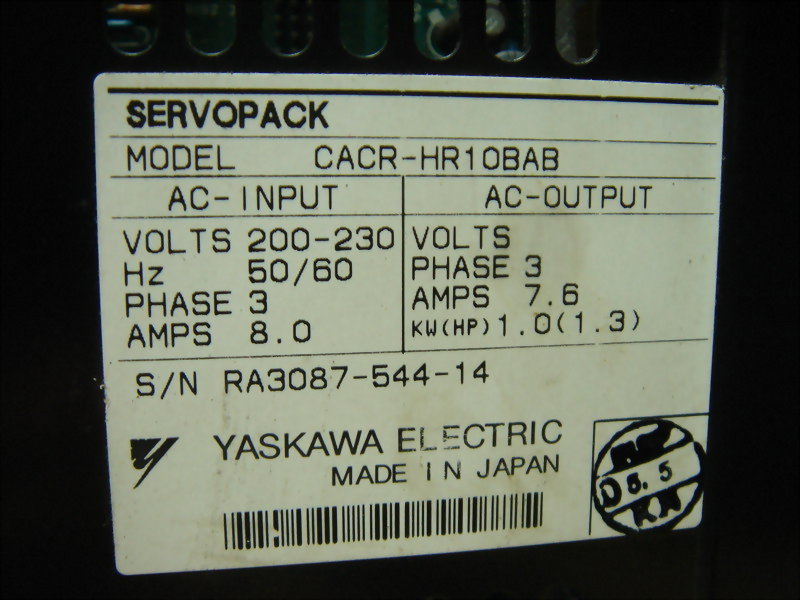 SERVOPACK
MODEL CACR-HR10BAB
AC-INPUT AC-OUTPUT
VOLTS 200-230 VOLTS
Hz 50/60 PHASE 3
PHASE 3 AMPS 7.6
AMPS 8.0 KW(HP) 1.0(1.3)
S/N RA3087-544-14
YASKAWA ELECTRIC
MADE IN JAPAN